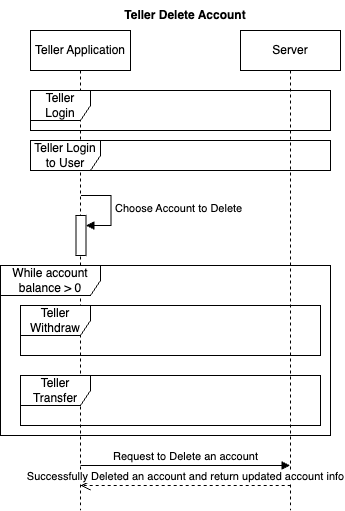 Teller Delete Account
Teller Application
Server
Teller
Login
Teller Login
to User
Choose Account to Delete
While account
balance > 0
Teller
Withdraw
Teller
Transfer
Request to Delete an account
Successfully Deleted an account and return updated account info